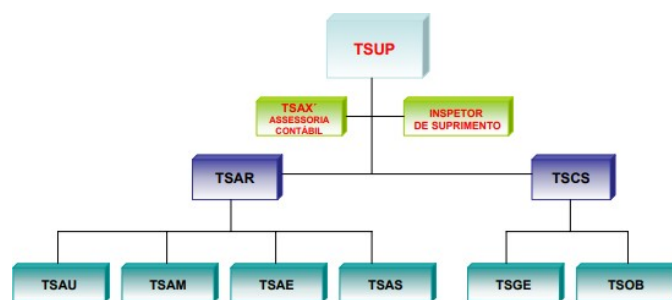 TSUP
TSAX´
ASSESSORIA
CONTÁBIL
INSPETOR
DE SUPRIMENTO
TSAR
TSCS
TSAU
TSAM
TSAE
TSAS
TSGE
TSOB